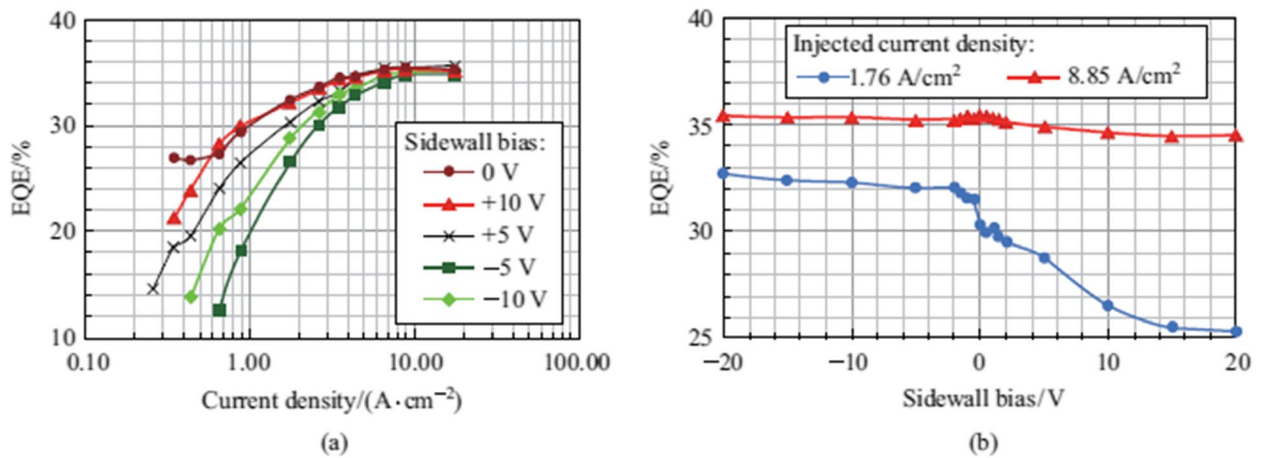 40
30
20
10
EQE/%
Sidewall bias:
0 V
+10 V
+5 V
−5 V
−10 V
0.10
1.00
10.00
100.00
Current density/(A·cm−2)
(a)
40
35
30
25
EQE/%
Injected current density:
1.76 A/cm2
8.85 A/cm2
−20
−10
0
10
20
Sidewall bias/V
(b)